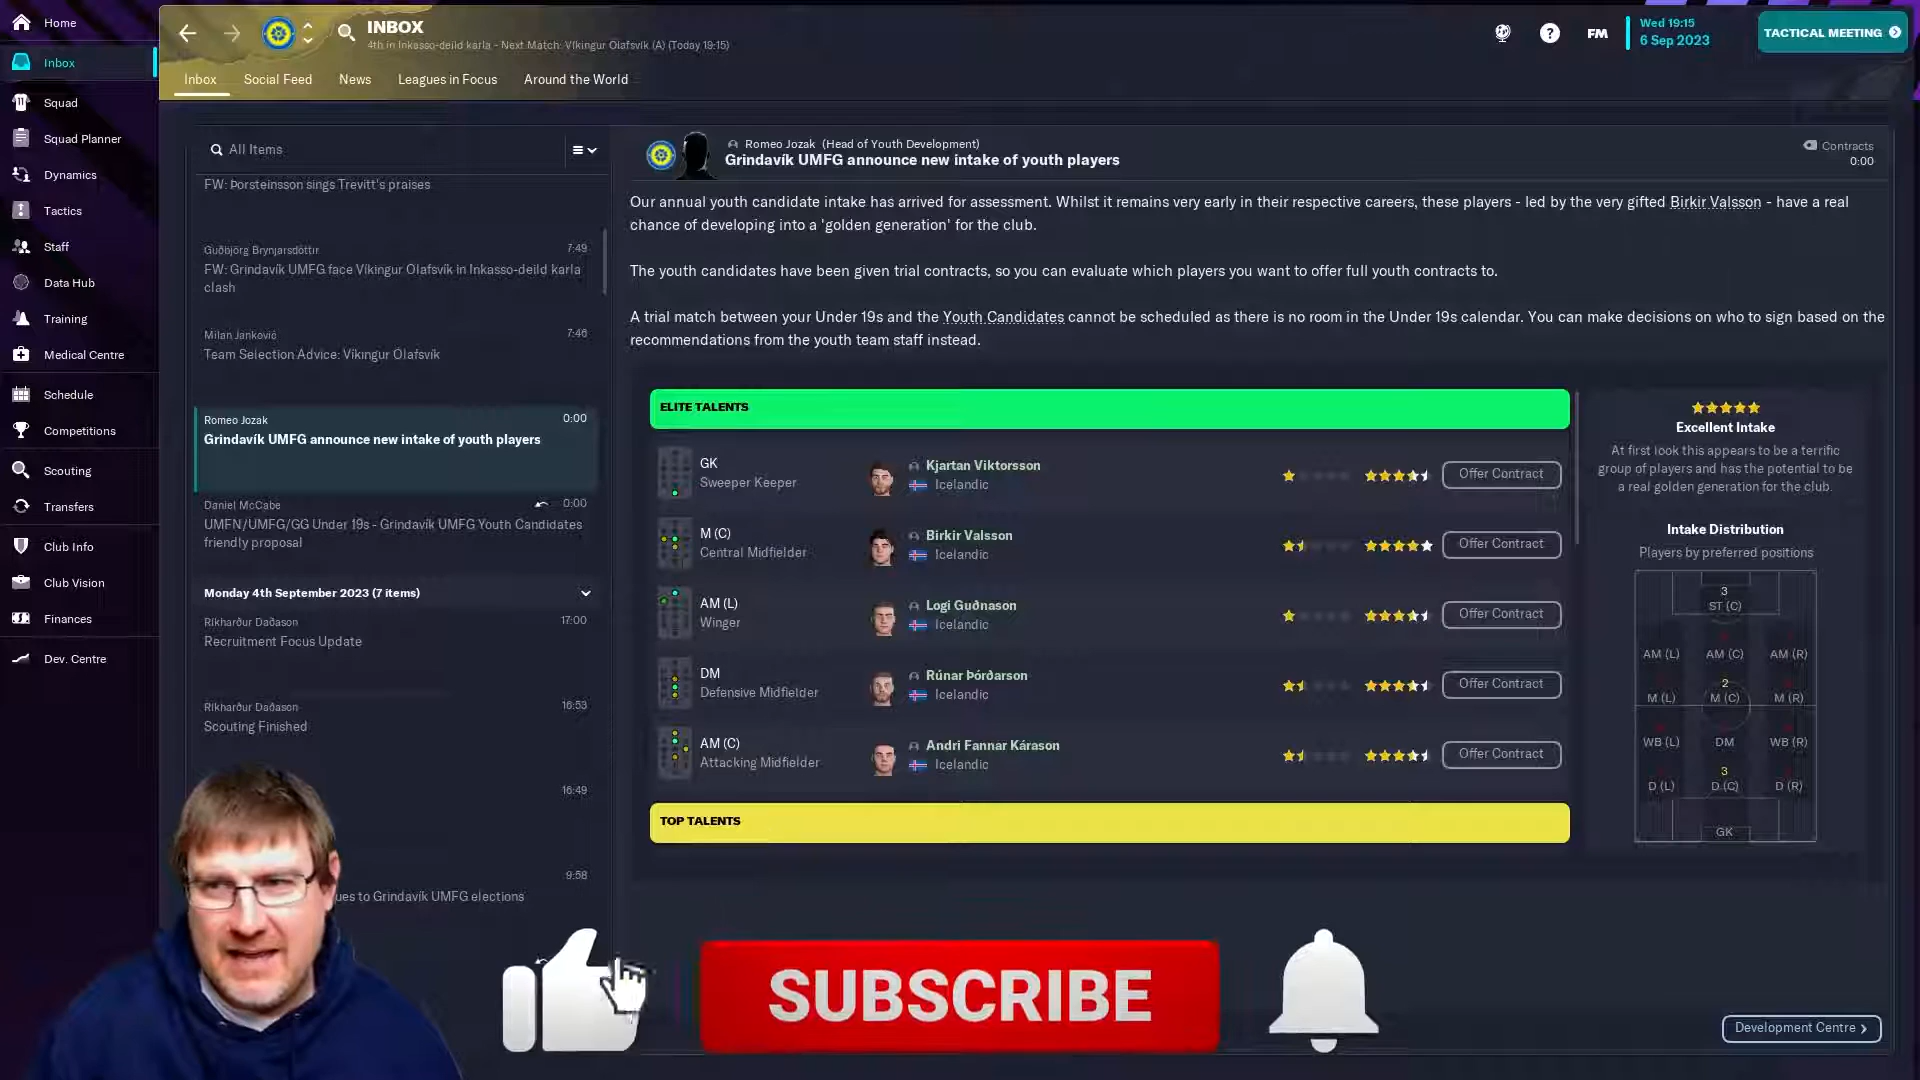 Home
INBOX
4th in Inkasso-deild karla - Next Match: Víkingur Olafsvík (A) (Today 19:15)
FM
Wed 19:15
6 Sep 2023
TACTICAL MEETING
Inbox
Inbox
Social Feed
News
Leagues in Focus
Around the World
Squad
Squad Planner
Dynamics
Tactics
Staff
Data Hub
Training
Medical Centre
Schedule
Competitions
Scouting
Transfers
Club Info
Club Vision
Finances
Dev. Centre
All Items
FW: Þorsteinsson sings Trevitt's praises
Guðbjörg Brynjarsdóttir 7:49
FW: Grindavík UMFG face Víkingur Olafsvík in Inkasso-deild karla
clash
Milan Janković 7:46
Team Selection Advice: Víkingur Olafsvík
Romeo Jozak 0:00
Grindavík UMFG announce new intake of youth players
Daniel McCabe 0:00
UMFN/UMFG/GG Under 19s - Grindavík UMFG Youth Candidates
friendly proposal
Monday 4th September 2023 (7 items)
Ríkharður Daðason 17:00
Recruitment Focus Update
Ríkharður Daðason 16:53
Scouting Finished
16:49
9:58
ues to Grindavík UMFG elections
Romeo Jozak (Head of Youth Development)
Grindavík UMFG announce new intake of youth players
Contracts
0:00
Our annual youth candidate intake has arrived for assessment. Whilst it remains very early in their respective careers, these players - led by the very gifted Birkir Valsson - have a real
chance of developing into a 'golden generation' for the club.
The youth candidates have been given trial contracts, so you can evaluate which players you want to offer full youth contracts to.
A trial match between your Under 19s and the Youth Candidates cannot be scheduled as there is no room in the Under 19s calendar. You can make decisions on who to sign based on the
recommendations from the youth team staff instead.
ELITE TALENTS
GK
Sweeper Keeper
Kjartan Viktorsson
Icelandic
Offer Contract
M (C)
Central Midfielder
Birkir Valsson
Icelandic
Offer Contract
AM (L)
Winger
Logi Guðnason
Icelandic
Offer Contract
DM
Defensive Midfielder
Rúnar Þórðarson
Icelandic
Offer Contract
AM (C)
Attacking Midfielder
Andri Fannar Kárason
Icelandic
Offer Contract
TOP TALENTS
Excellent Intake
At first look this appears to be a terrific
group of players and has the potential to be
a real golden generation for the club.
Intake Distribution
Players by preferred positions
3
ST (C)
AM (L) AM (C) AM (R)
2
M (L) M (C) M (R)
WB (L) DM WB (R)
3
D (L) D (C) D (R)
GK
SUBSCRIBE
Development Centre